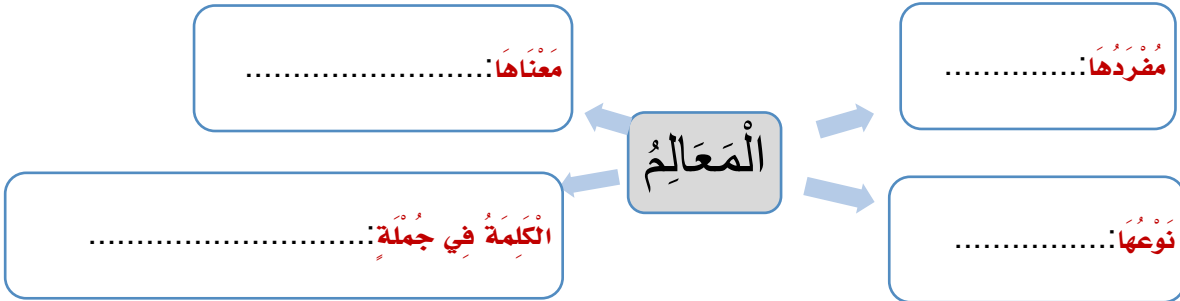 مُفْرَدُهَا:...............
مَعْنَاهَا:.........................
الْمَعَالِمُ
نَوْعُهَا:................
الْكَلِمَةُ فِي جُمْلَةٍ:.............................